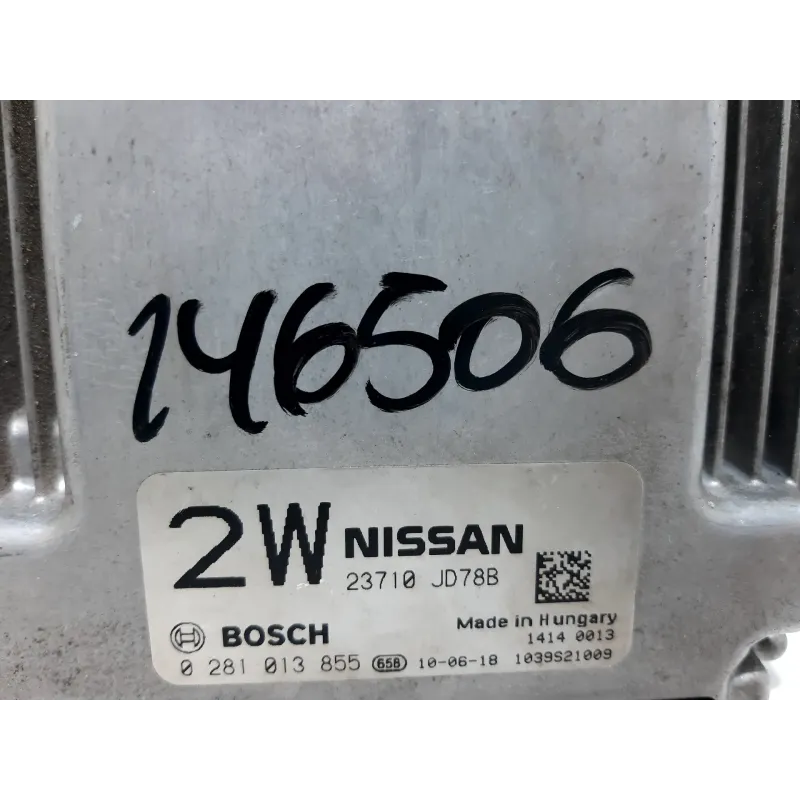 146506
2W NISSAN
23710 JD78B
BOSCH
Made in Hungary
1414 0013
0 281 013 855 658 10-06-18 1039S21009